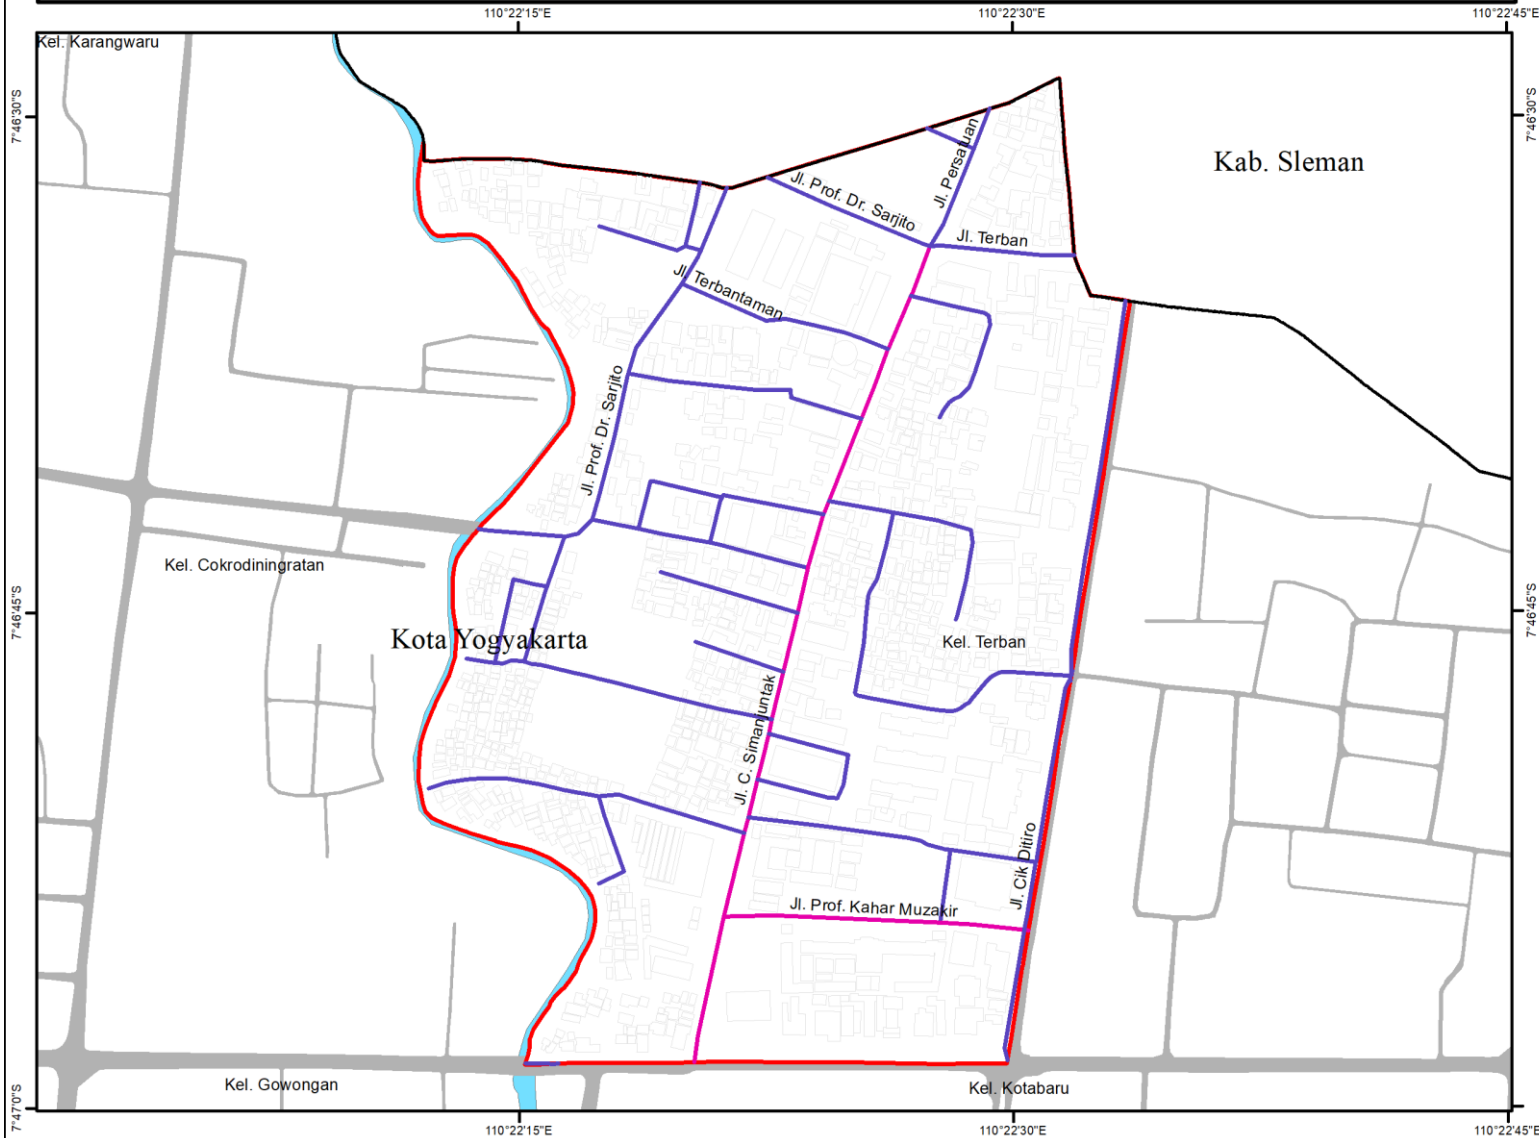 110°22'15"E
110°22'30"E
110°22'45"E
Kel. Karangwaru
7°46'30"S
7°46'30"S
Kab. Sleman
Jl. Persatuan
Jl. Prof. Dr. Sarjito
Jl. Terban
Jl. Terbantaman
Jl. Prof. Dr. Sarjito
Kel. Cokrodiningratan
7°46'45"S
7°46'45"S
Kota Yogyakarta
Kel. Terban
Jl. C. Simanjuntak
Jl. Cik Ditiro
Jl. Prof. Kahar Muzakir
Kel. Gowongan
Kel. Kotabaru
7°47'0"S
110°22'15"E
110°22'30"E
110°22'45"E